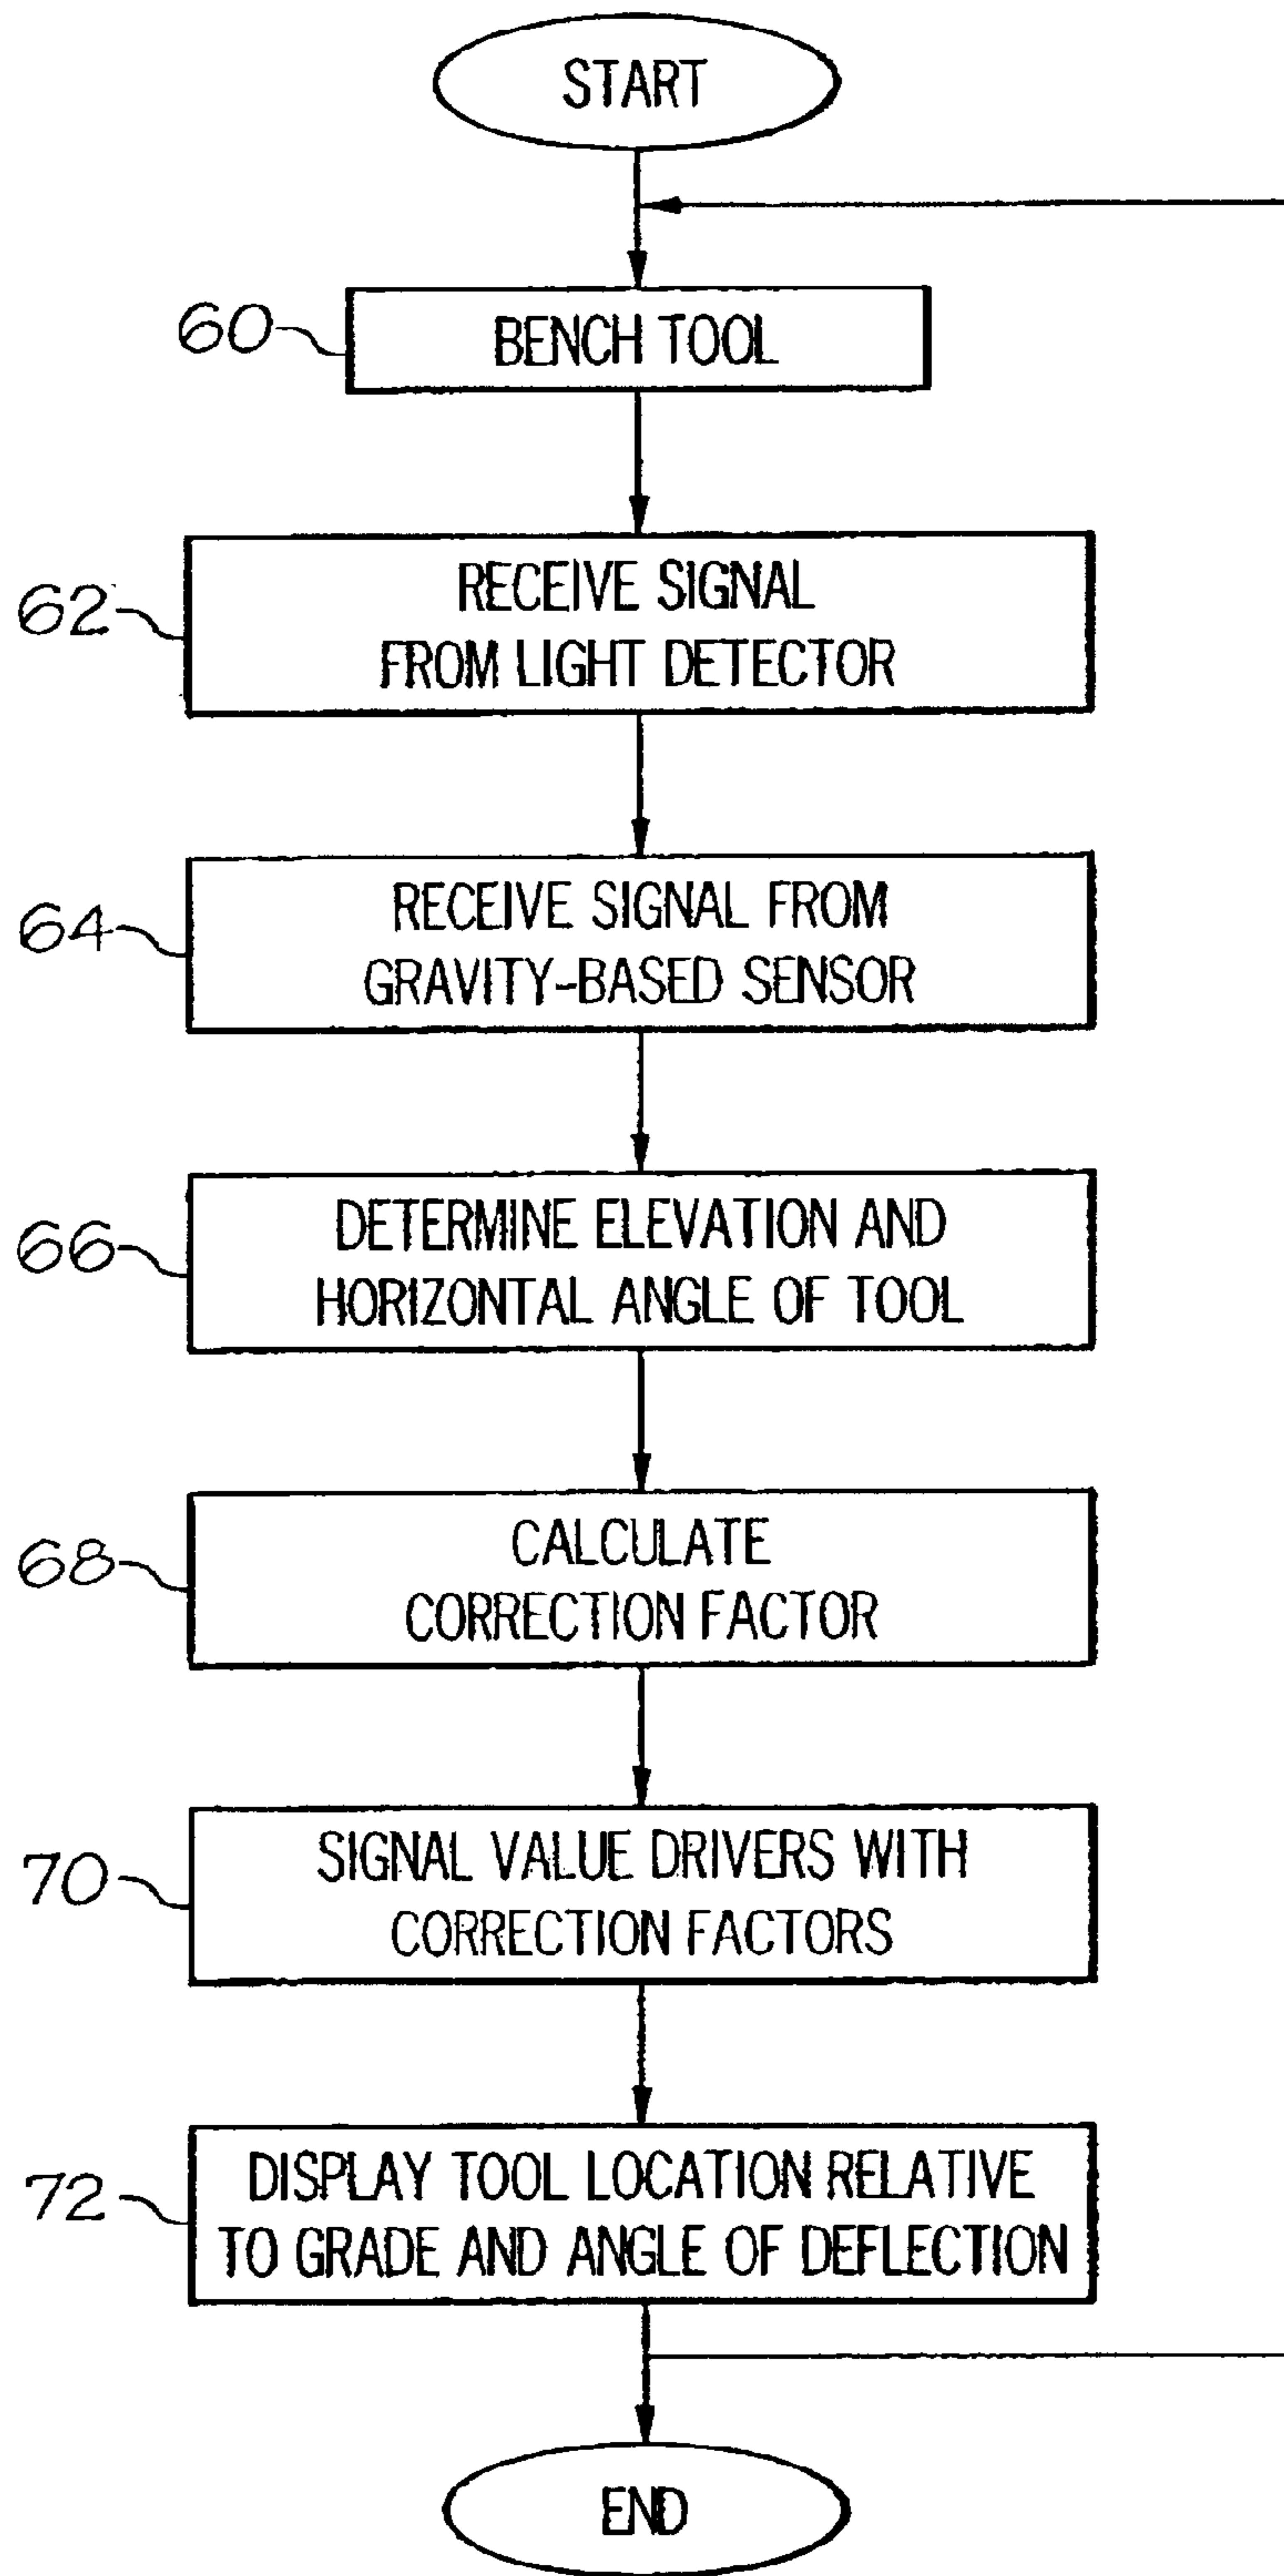 START
60
BENCH TOOL
62
RECEIVE SIGNAL
FROM LIGHT DETECTOR
64
RECEIVE SIGNAL FROM
GRAVITY-BASED SENSOR
66
DETERMINE ELEVATION AND
HORIZONTAL ANGLE OF TOOL
68
CALCULATE
CORRECTION FACTOR
70
SIGNAL VALUE DRIVERS WITH
CORRECTION FACTORS
72
DISPLAY TOOL LOCATION RELATIVE
TO GRADE AND ANGLE OF DEFLECTION
END